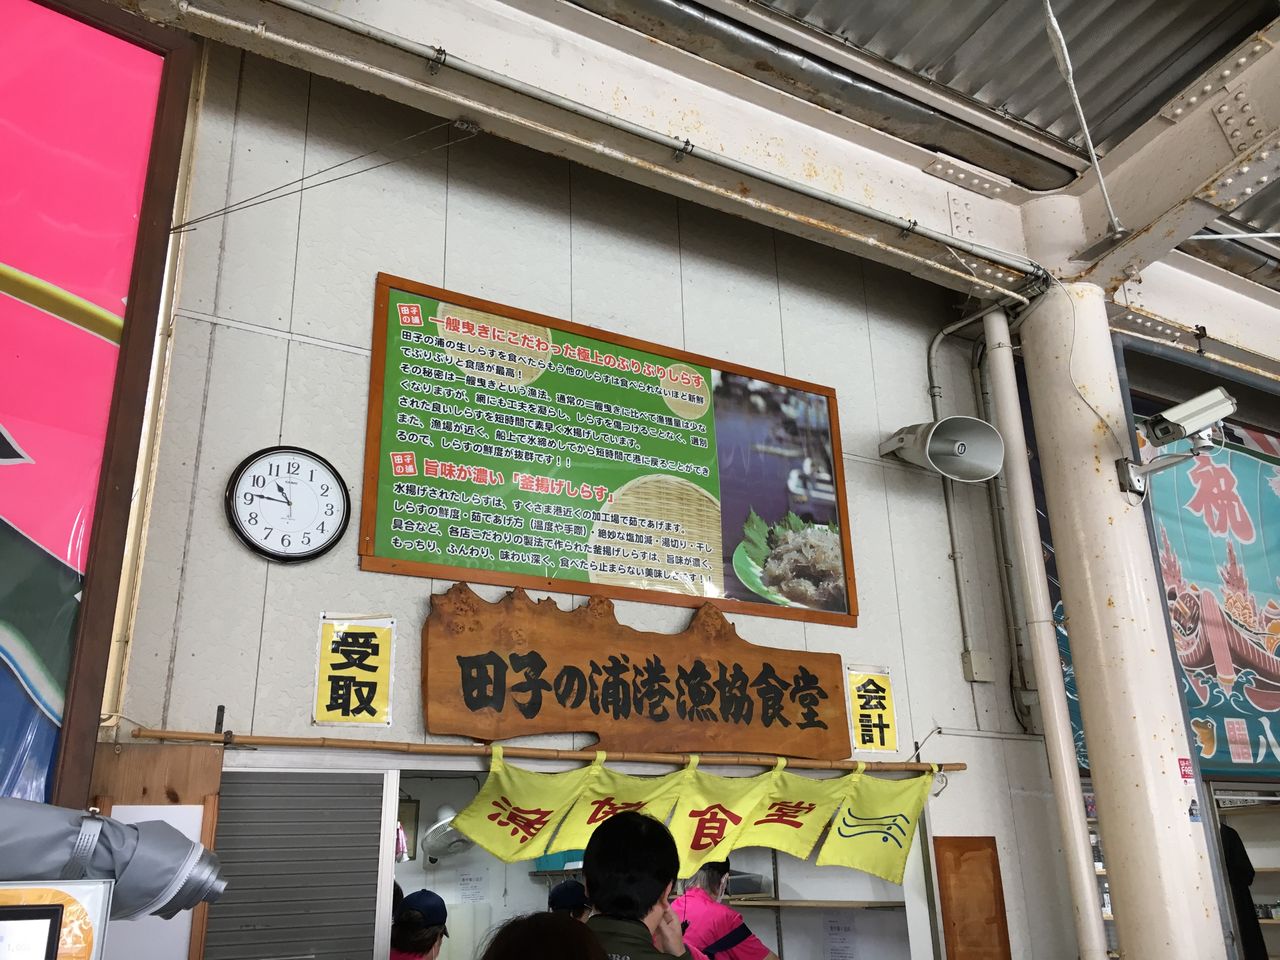 田子の浦
一艘曳きにこだわった極上のぷりぷりしらす
田子の浦の生しらすを食べたらもう他のしらすは食べられないほど新鮮
でぷりぷりと食感が最高！
その秘密は一艘曳きという漁法、通常の二艘曳きに比べて漁獲量は少な
くなりますが、網にも工夫を凝らし、しらすを傷つけることなく、選別
された良いしらすを短時間で素早く水揚げしています。
また、漁場が近く、船上で氷締めしてから短時間で港に戻ることができ
るので、しらすの鮮度が抜群です！！
田子の浦
旨味が濃い「釜揚げしらす」
水揚げされたしらすは、すぐさま港近くの加工場で茹であげます。
しらすの鮮度・茹であげ方（温度や手際）・絶妙な塩加減・湯切り・干し
具合など、各店こだわりの製法で作られた釜揚げしらすは、旨味が濃く、
もっちり、ふんわり、味わい深く、食べたら止まらない美味しさです！！
10 11 12 1 2 3 4 5 6 7 8 9
受取
田子の浦港漁協食堂
会計
漁協食堂
祝
FREE